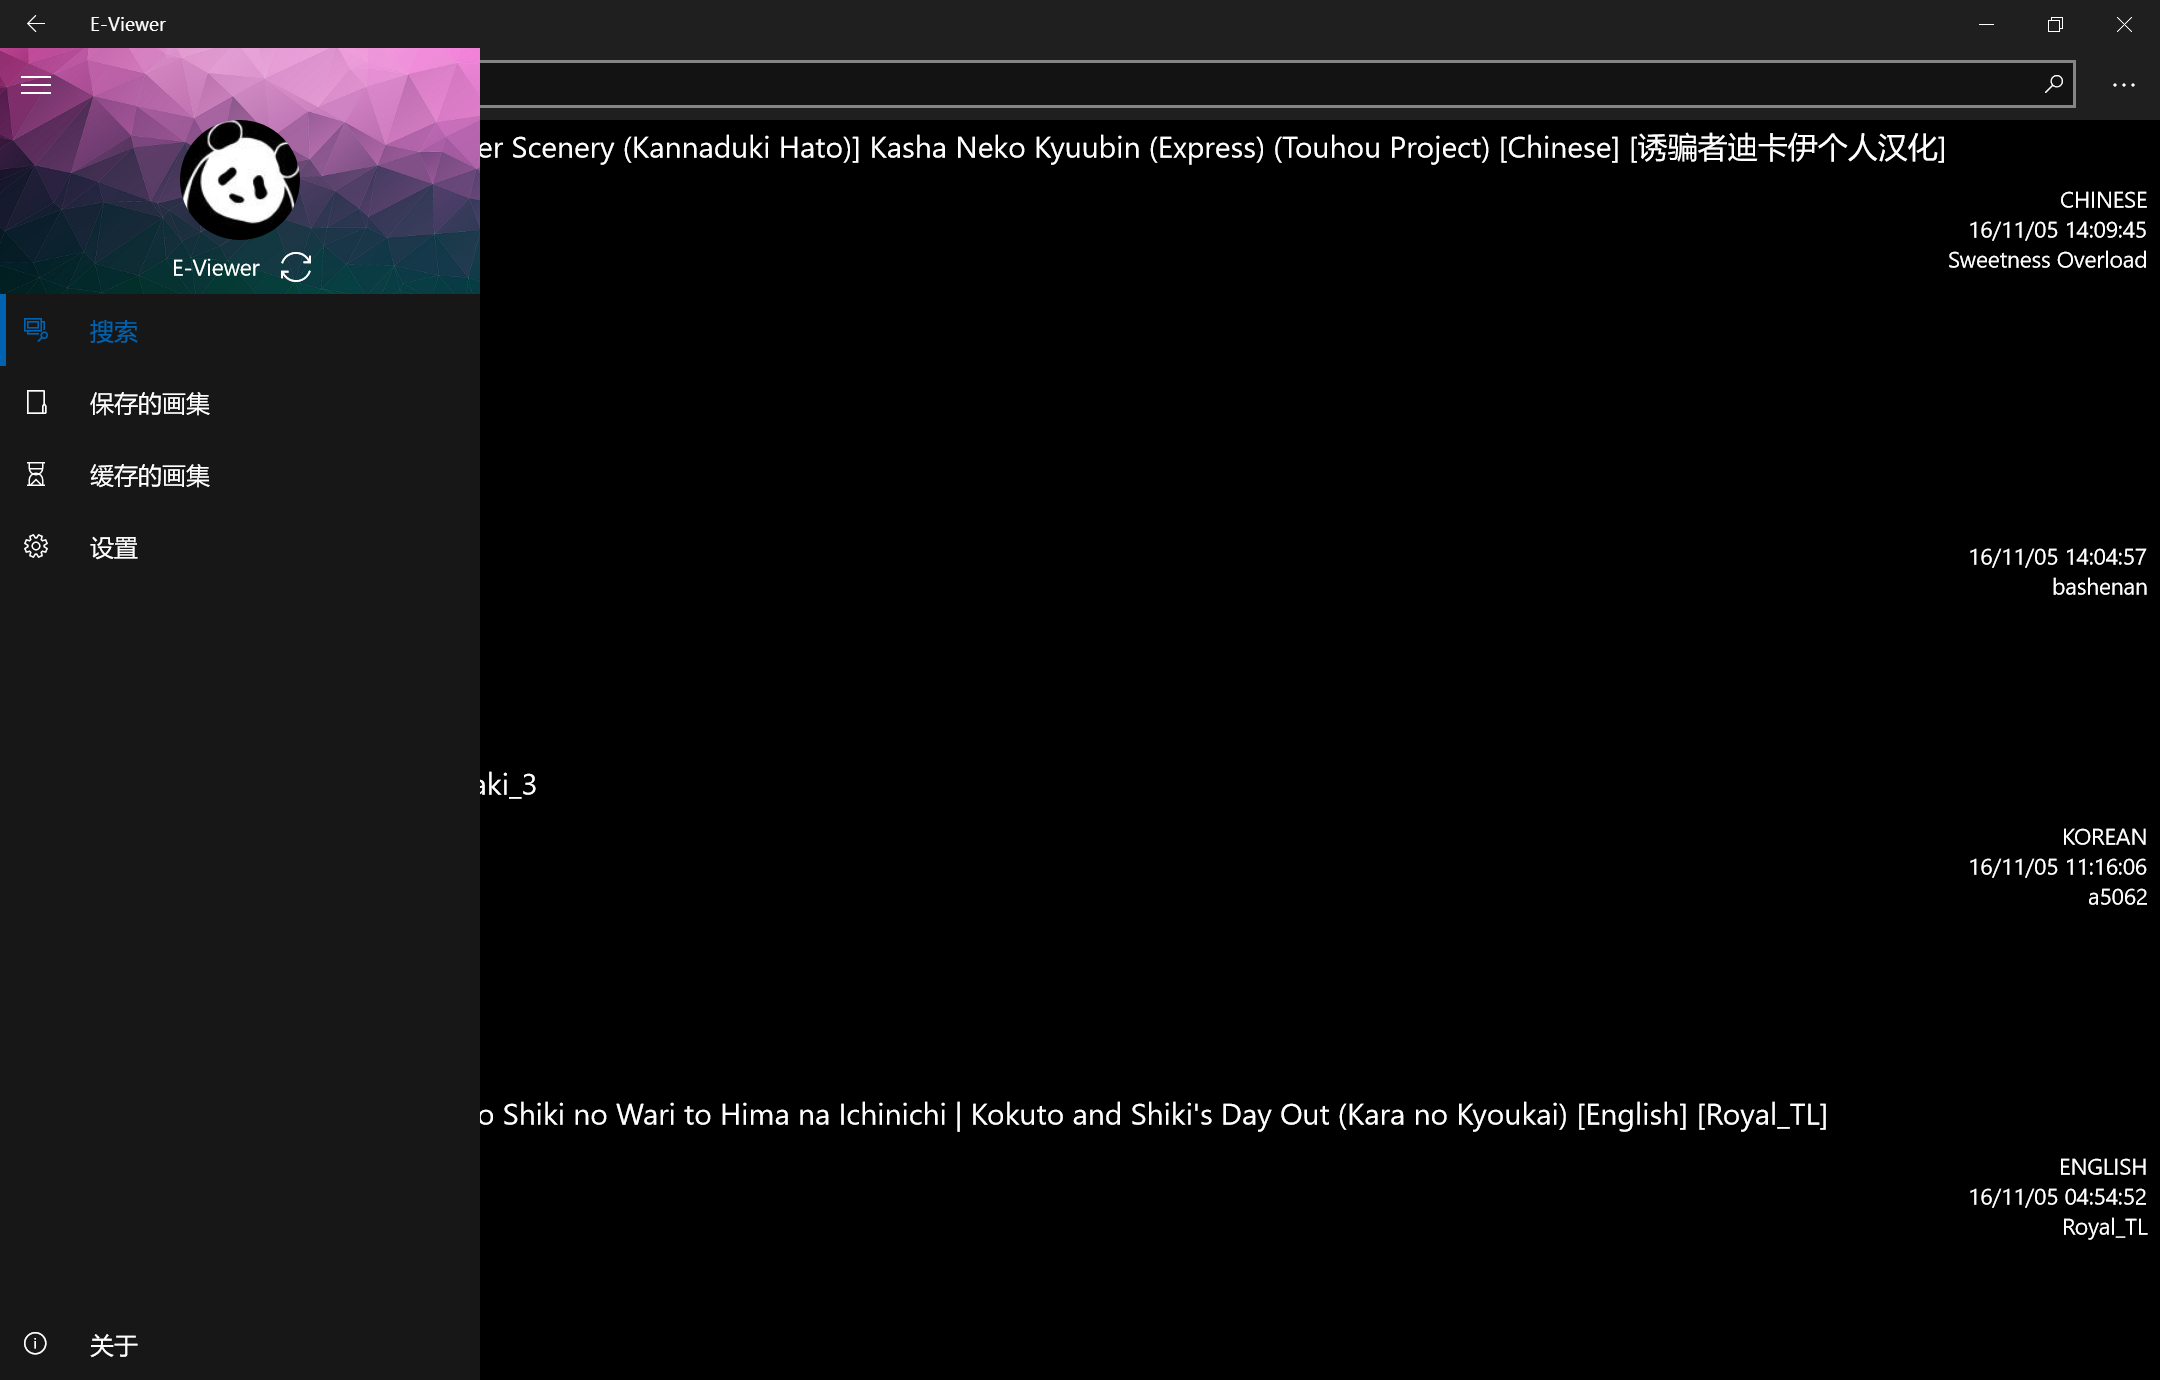 E-Viewer
er Scenery (Kannaduki Hato)] Kasha Neko Kyuubin (Express) (Touhou Project) [Chinese] [诱骗者迪卡伊个人汉化]
CHINESE
16/11/05 14:09:45
Sweetness Overload
E-Viewer
搜索
保存的画集
缓存的画集
设置
16/11/05 14:04:57
bashenan
aki_3
KOREAN
16/11/05 11:16:06
a5062
o Shiki no Wari to Hima na Ichinichi | Kokuto and Shiki's Day Out (Kara no Kyoukai) [English] [Royal_TL]
ENGLISH
16/11/05 04:54:52
Royal_TL
关于